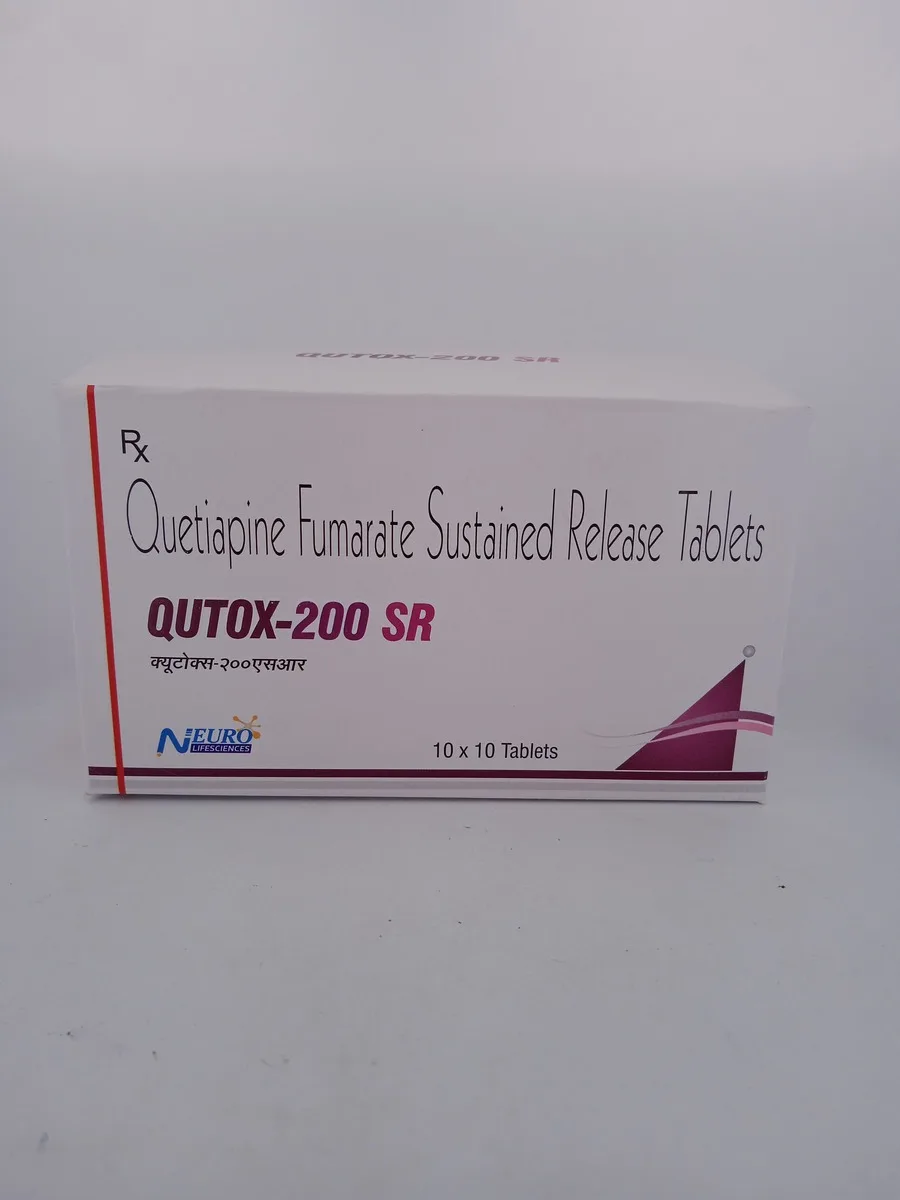 QUTOX-200 SR
Rx
Quetiapine Fumarate Sustained Release Tablets
QUTOX-200 SR
क्यूटोक्स-२००एसआर
NEURO
LIFESCIENCES
10 x 10 Tablets